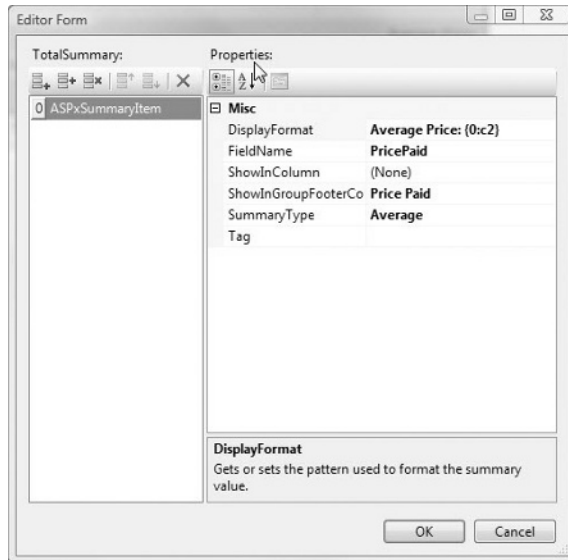 Editor Form
TotalSummary:
Properties:
0 ASPxSummaryItem
Misc
DisplayFormat Average Price: {0:c2}
FieldName PricePaid
ShowInColumn (None)
ShowInGroupFooterCo Price Paid
SummaryType Average
Tag
DisplayFormat
Gets or sets the pattern used to format the summary
value.
OK Cancel